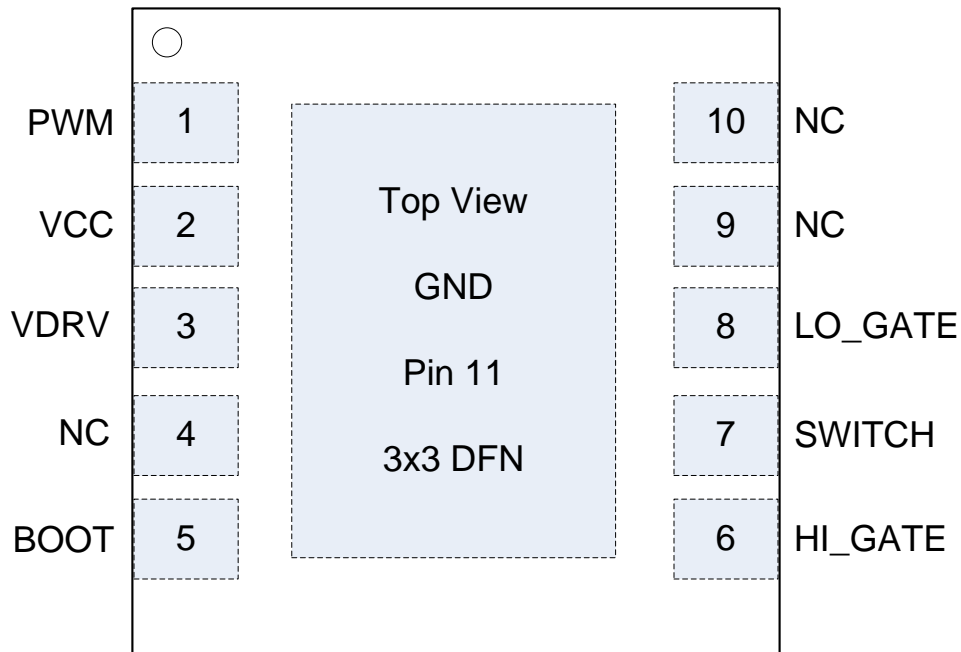 PWM 1
VCC 2
VDRV 3
NC 4
BOOT 5
Top View
GND
Pin 11
3x3 DFN
10 NC
9 NC
8 LO_GATE
7 SWITCH
6 HI_GATE